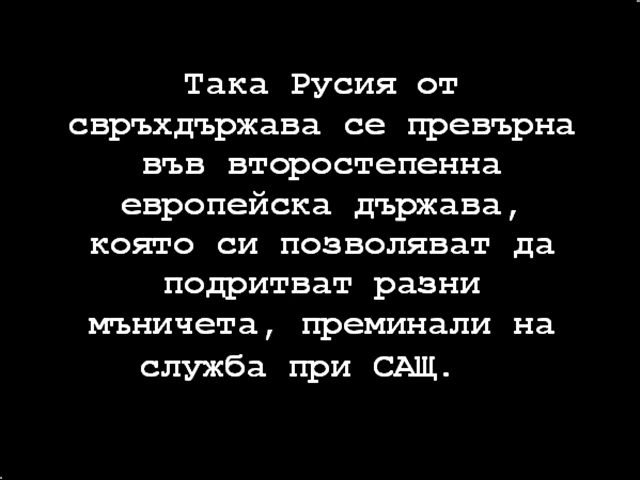 Така Русия от
свръхдържава се превърна
във второстепенна
европейска държава,
която си позволяват да
подритват разни
мъничета, преминали на
служба при САЩ.